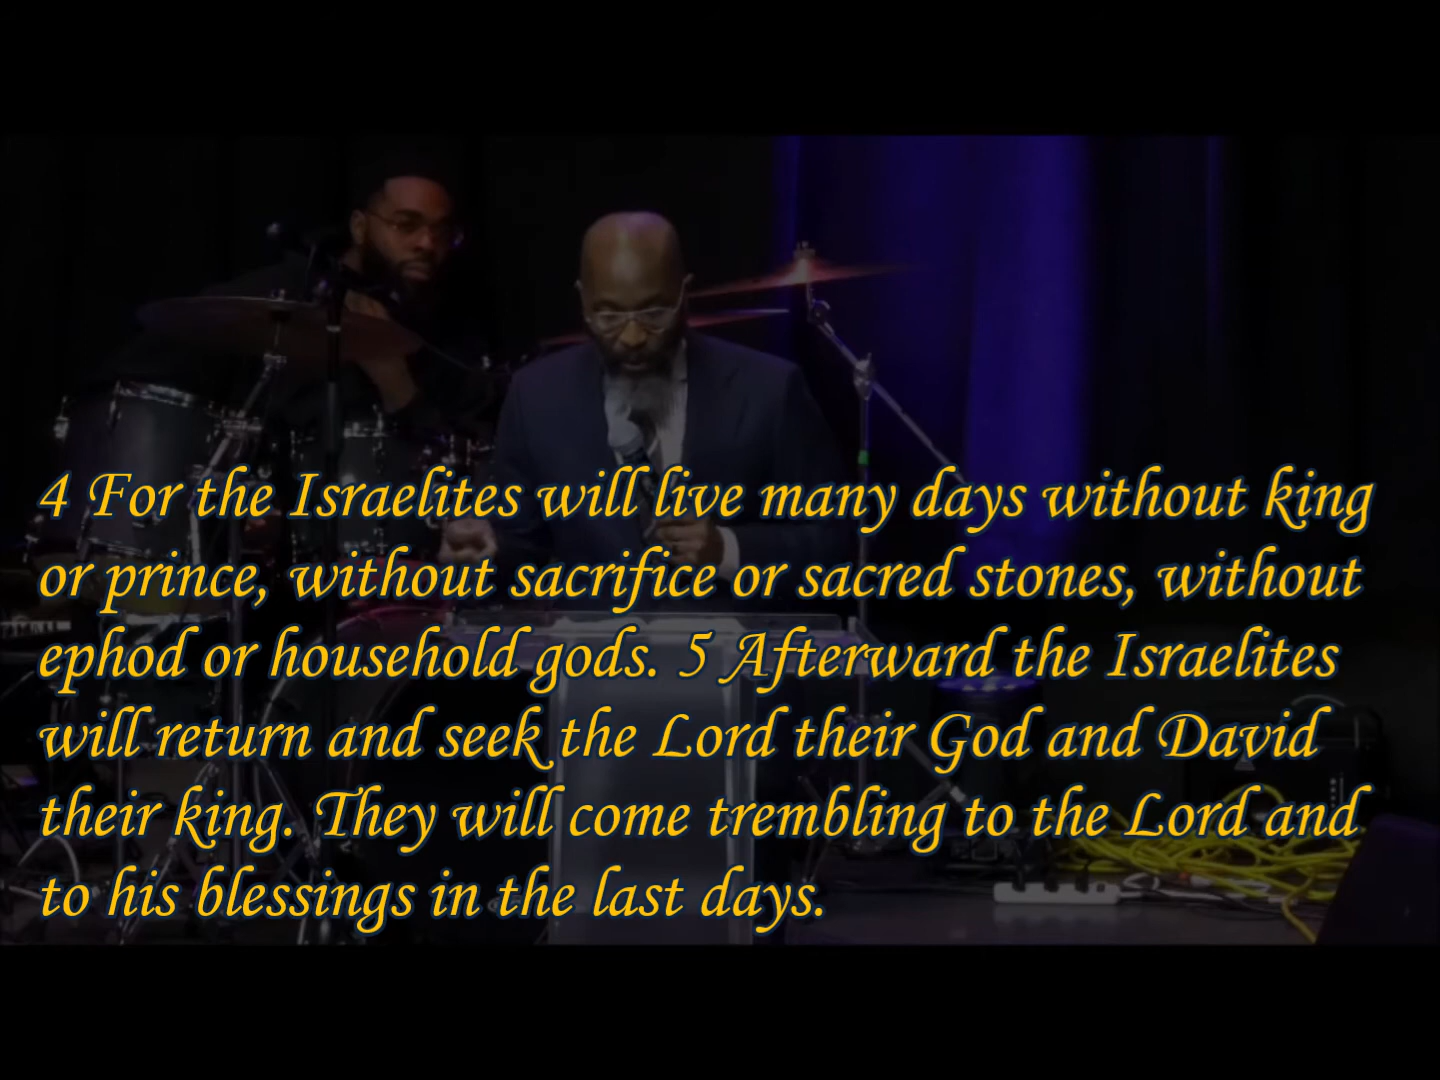 4 For the Israelites will live many days without king
or prince, without sacrifice or sacred stones, without
ephod or household gods. 5 Afterward the Israelites
will return and seek the Lord their God and David
their king. They will come trembling to the Lord and
to his blessings in the last days.